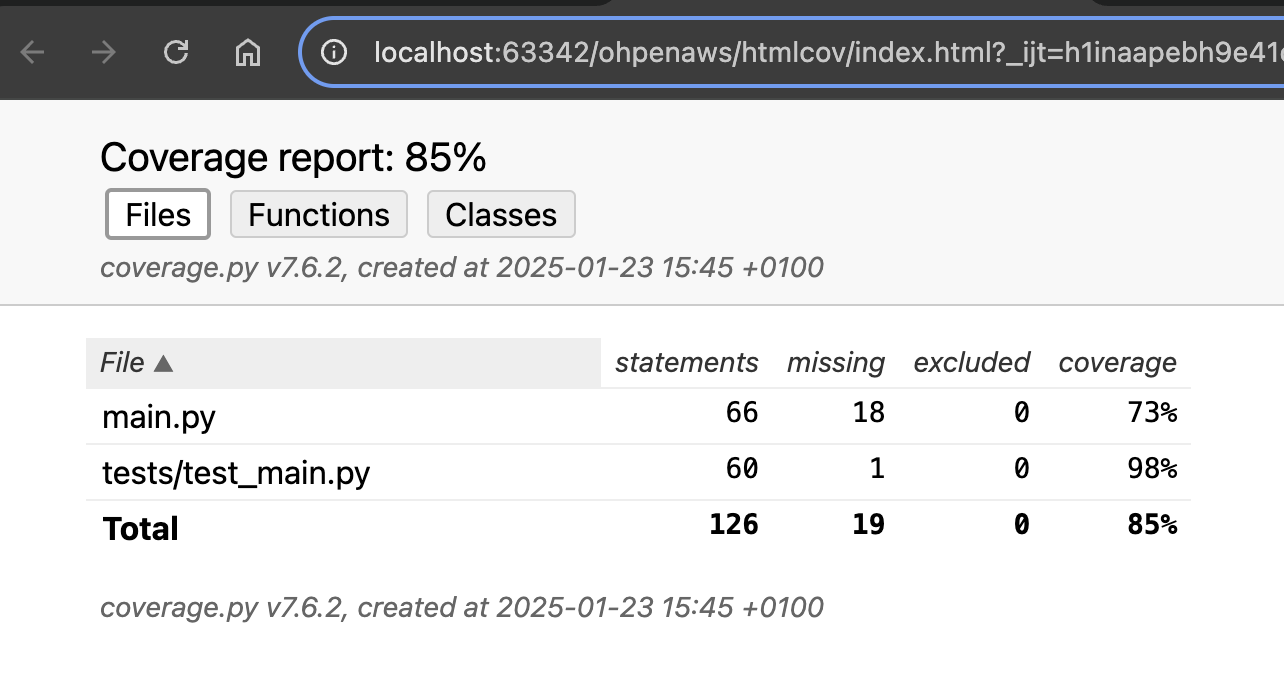 localhost:63342/ohpenaws/htmlcov/index.html?_ijt=h1inaapebh9e41
Coverage report: 85%
Files Functions Classes
coverage.py v7.6.2, created at 2025-01-23 15:45 +0100
File ▲ statements missing excluded coverage
main.py 66 18 0 73%
tests/test_main.py 60 1 0 98%
Total 126 19 0 85%
coverage.py v7.6.2, created at 2025-01-23 15:45 +0100